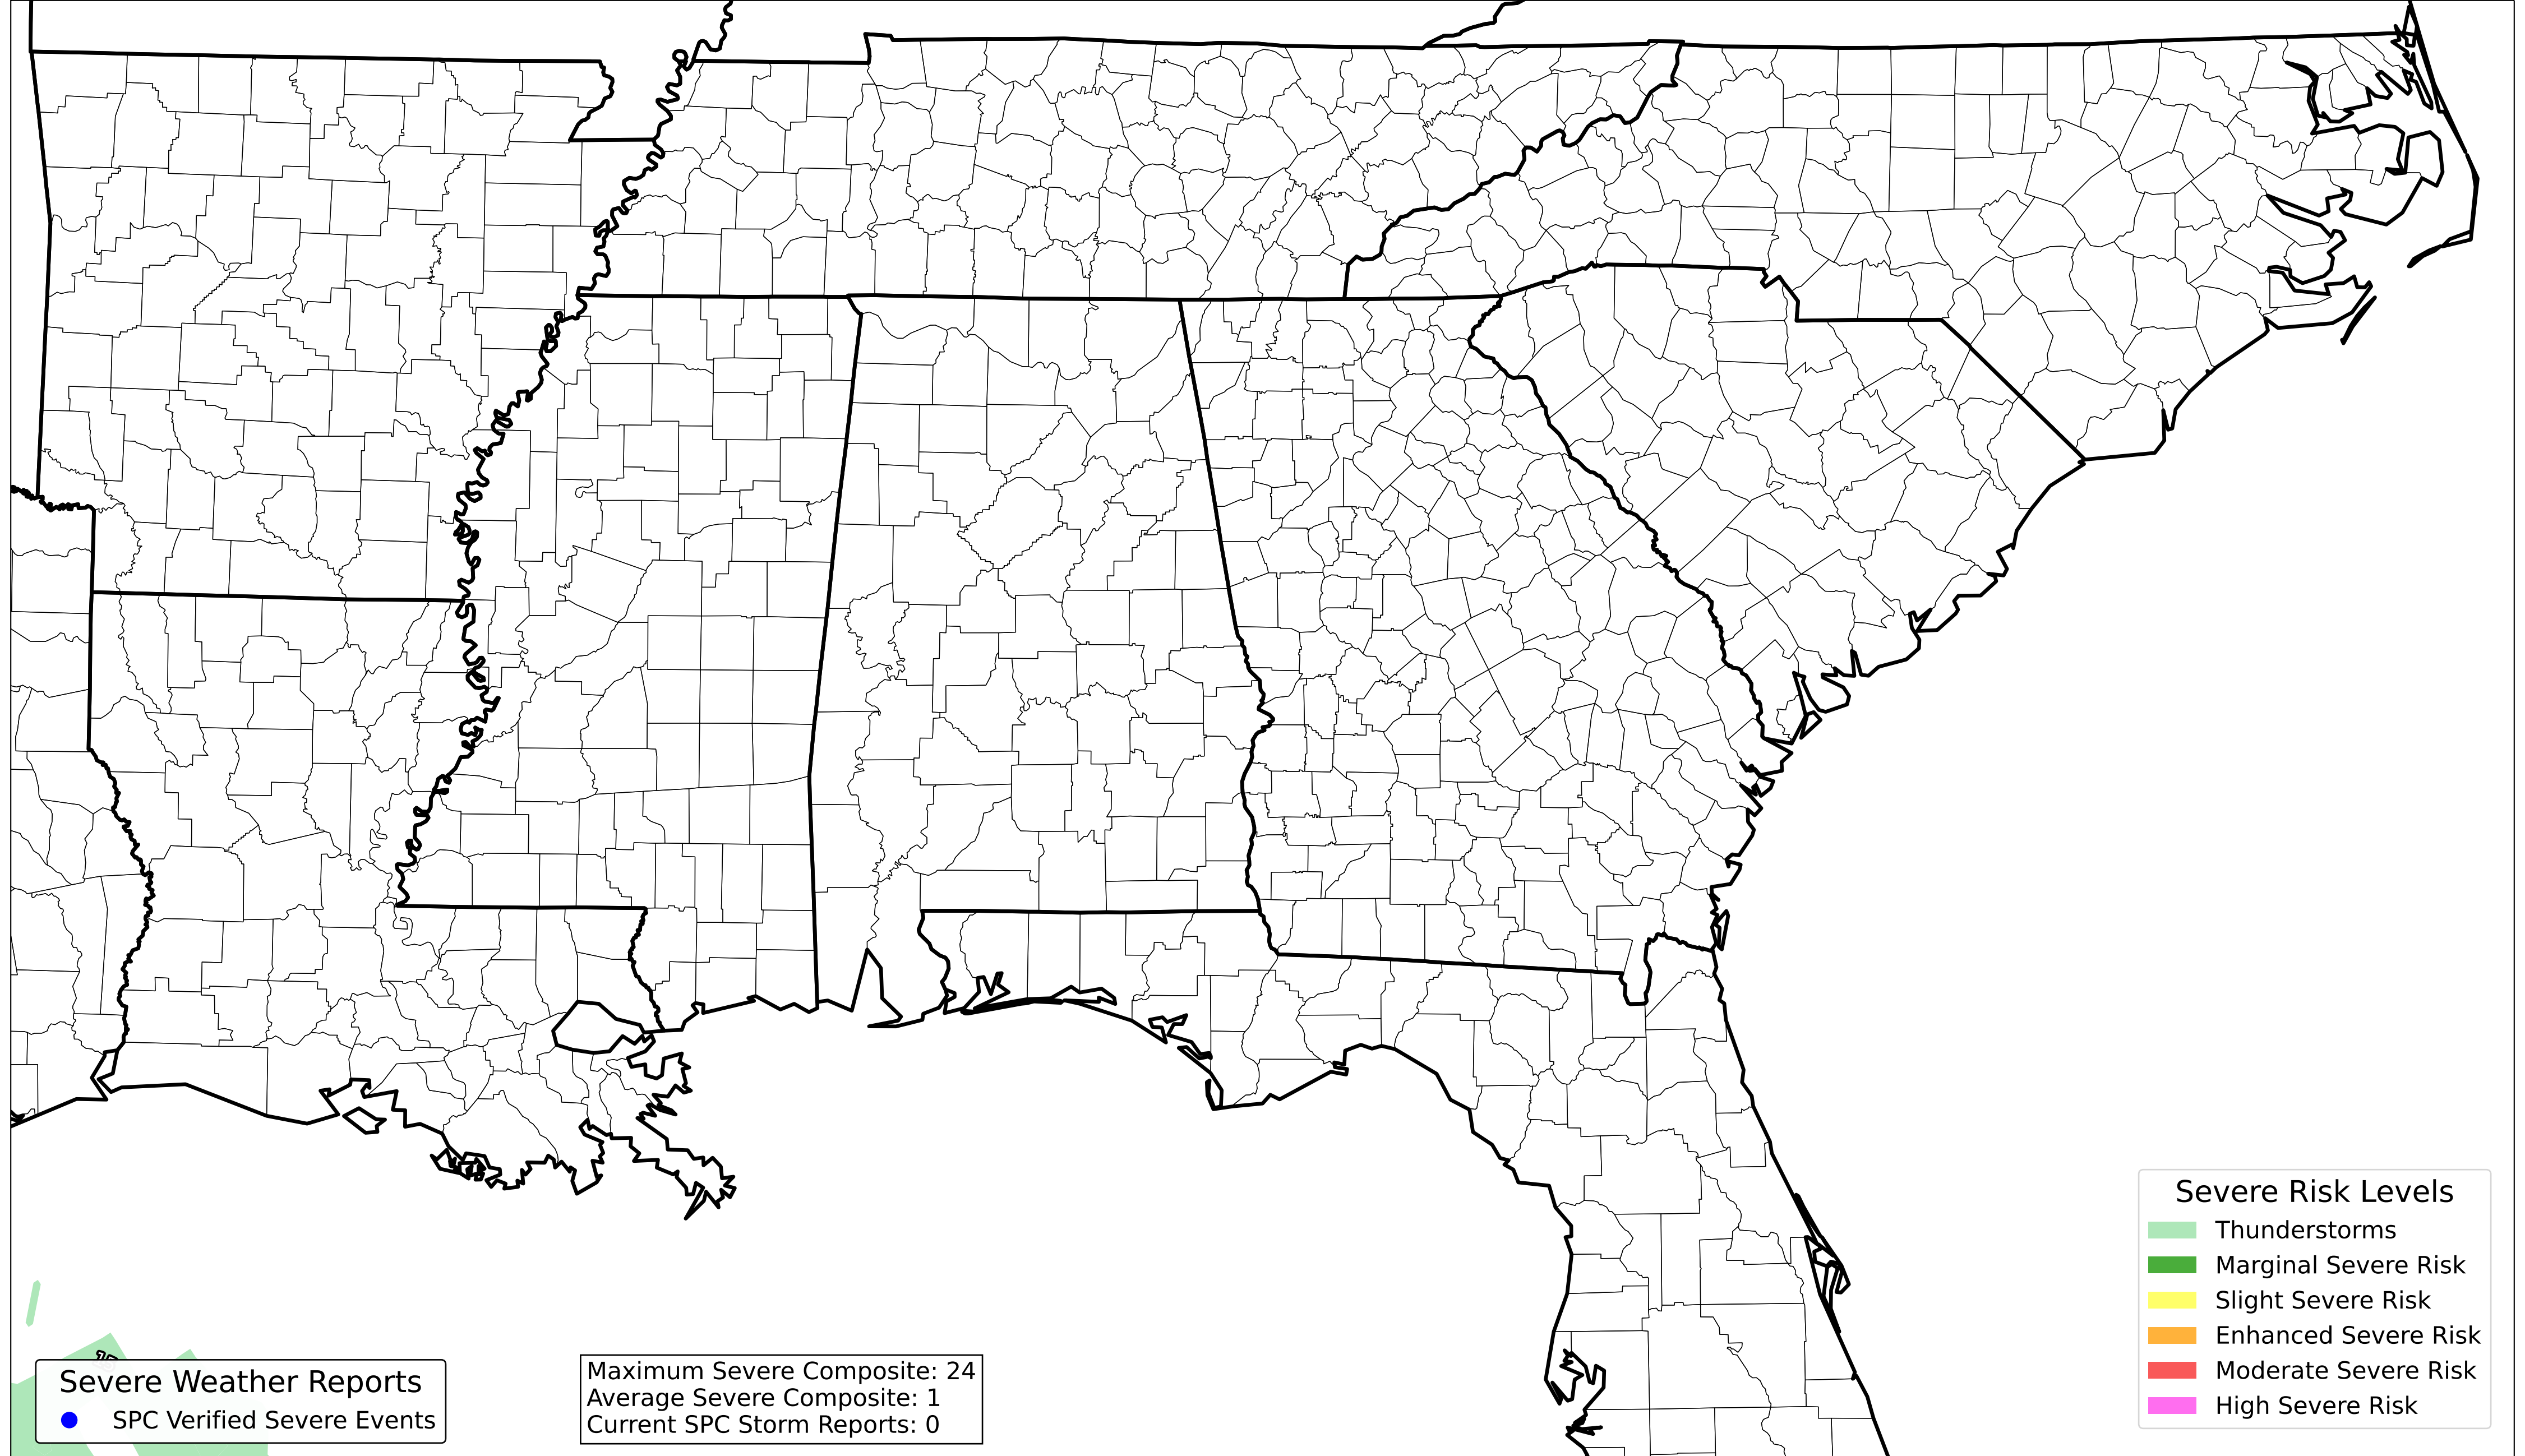 Severe Weather Reports
SPC Verified Severe Events
Maximum Severe Composite: 24
Average Severe Composite: 1
Current SPC Storm Reports: 0
Severe Risk Levels
Thunderstorms
Marginal Severe Risk
Slight Severe Risk
Enhanced Severe Risk
Moderate Severe Risk
High Severe Risk